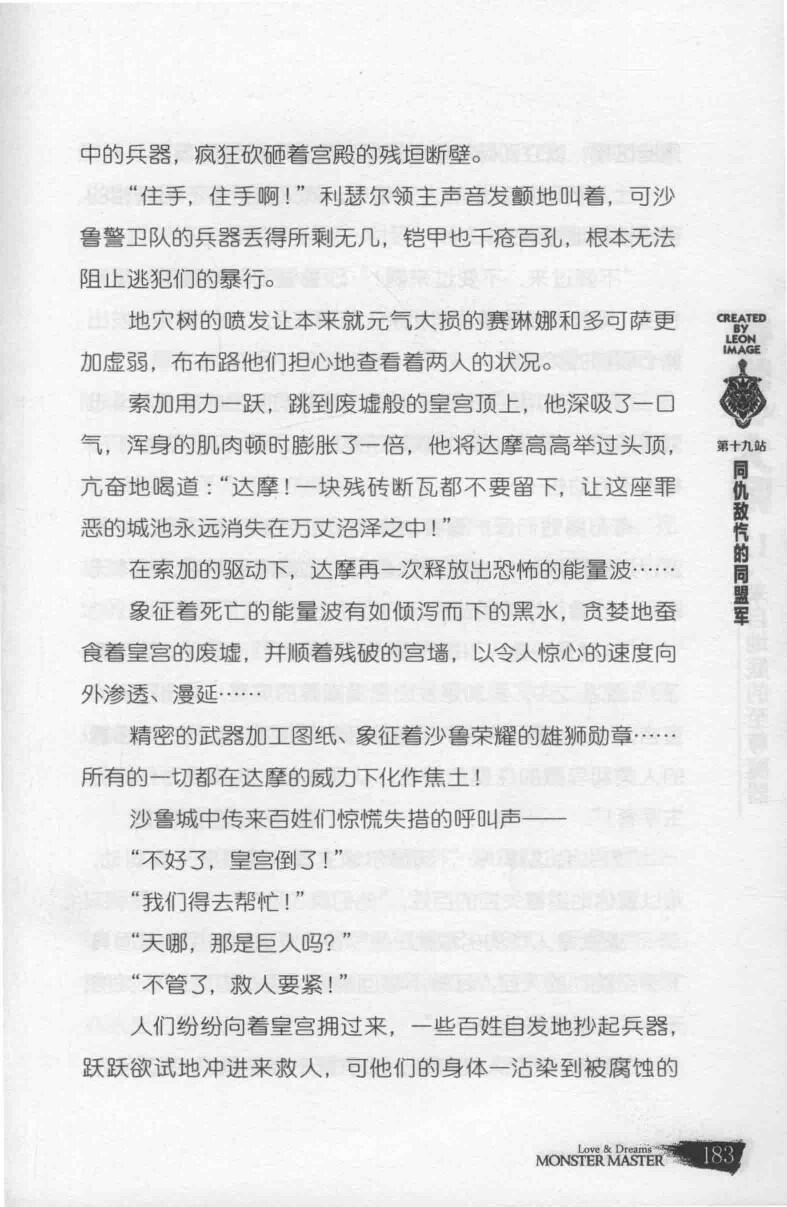 中的兵器，疯狂砍砸着宫殿的残垣断壁。
“住手，住手啊！”利瑟尔领主声音发颤地叫着，可沙
鲁警卫队的兵器丢得所剩无几，铠甲也千疮百孔，根本无法
阻止逃犯们的暴行。
地穴树的喷发让本来就元气大损的赛琳娜和多可萨更
加虚弱，布布路他们担心地查看着两人的状况。
索加用力一跃，跳到废墟般的皇宫顶上，他深吸了一口
气，浑身的肌肉顿时膨胀了一倍，他将达摩高高举过头顶，
亢奋地喝道：“达摩！一块残砖断瓦都不要留下，让这座罪
恶的城池永远消失在万丈沼泽之中！”
在索加的驱动下，达摩再一次释放出恐怖的能量波……
象征着死亡的能量波有如倾泻而下的黑水，贪婪地蚕
食着皇宫的废墟，并顺着残破的宫墙，以令人惊心的速度向
外渗透、漫延……
精密的武器加工图纸、象征着沙鲁荣耀的雄狮勋章……
所有的一切都在达摩的威力下化作焦土！
沙鲁城中传来百姓们惊慌失措的呼叫声——
“不好了，皇宫倒了！”
“我们得去帮忙！”
“天哪，那是巨人吗？”
“不管了，救人要紧！”
人们纷纷向着皇宫拥过来，一些百姓自发地抄起兵器，
跃跃欲试地冲进来救人，可他们的身体一沾染到被腐蚀的
CREATED
BY
LEON
IMAGE
第十九站
同仇敌忾的同盟军
Love & Dreams
MONSTER MASTER
183